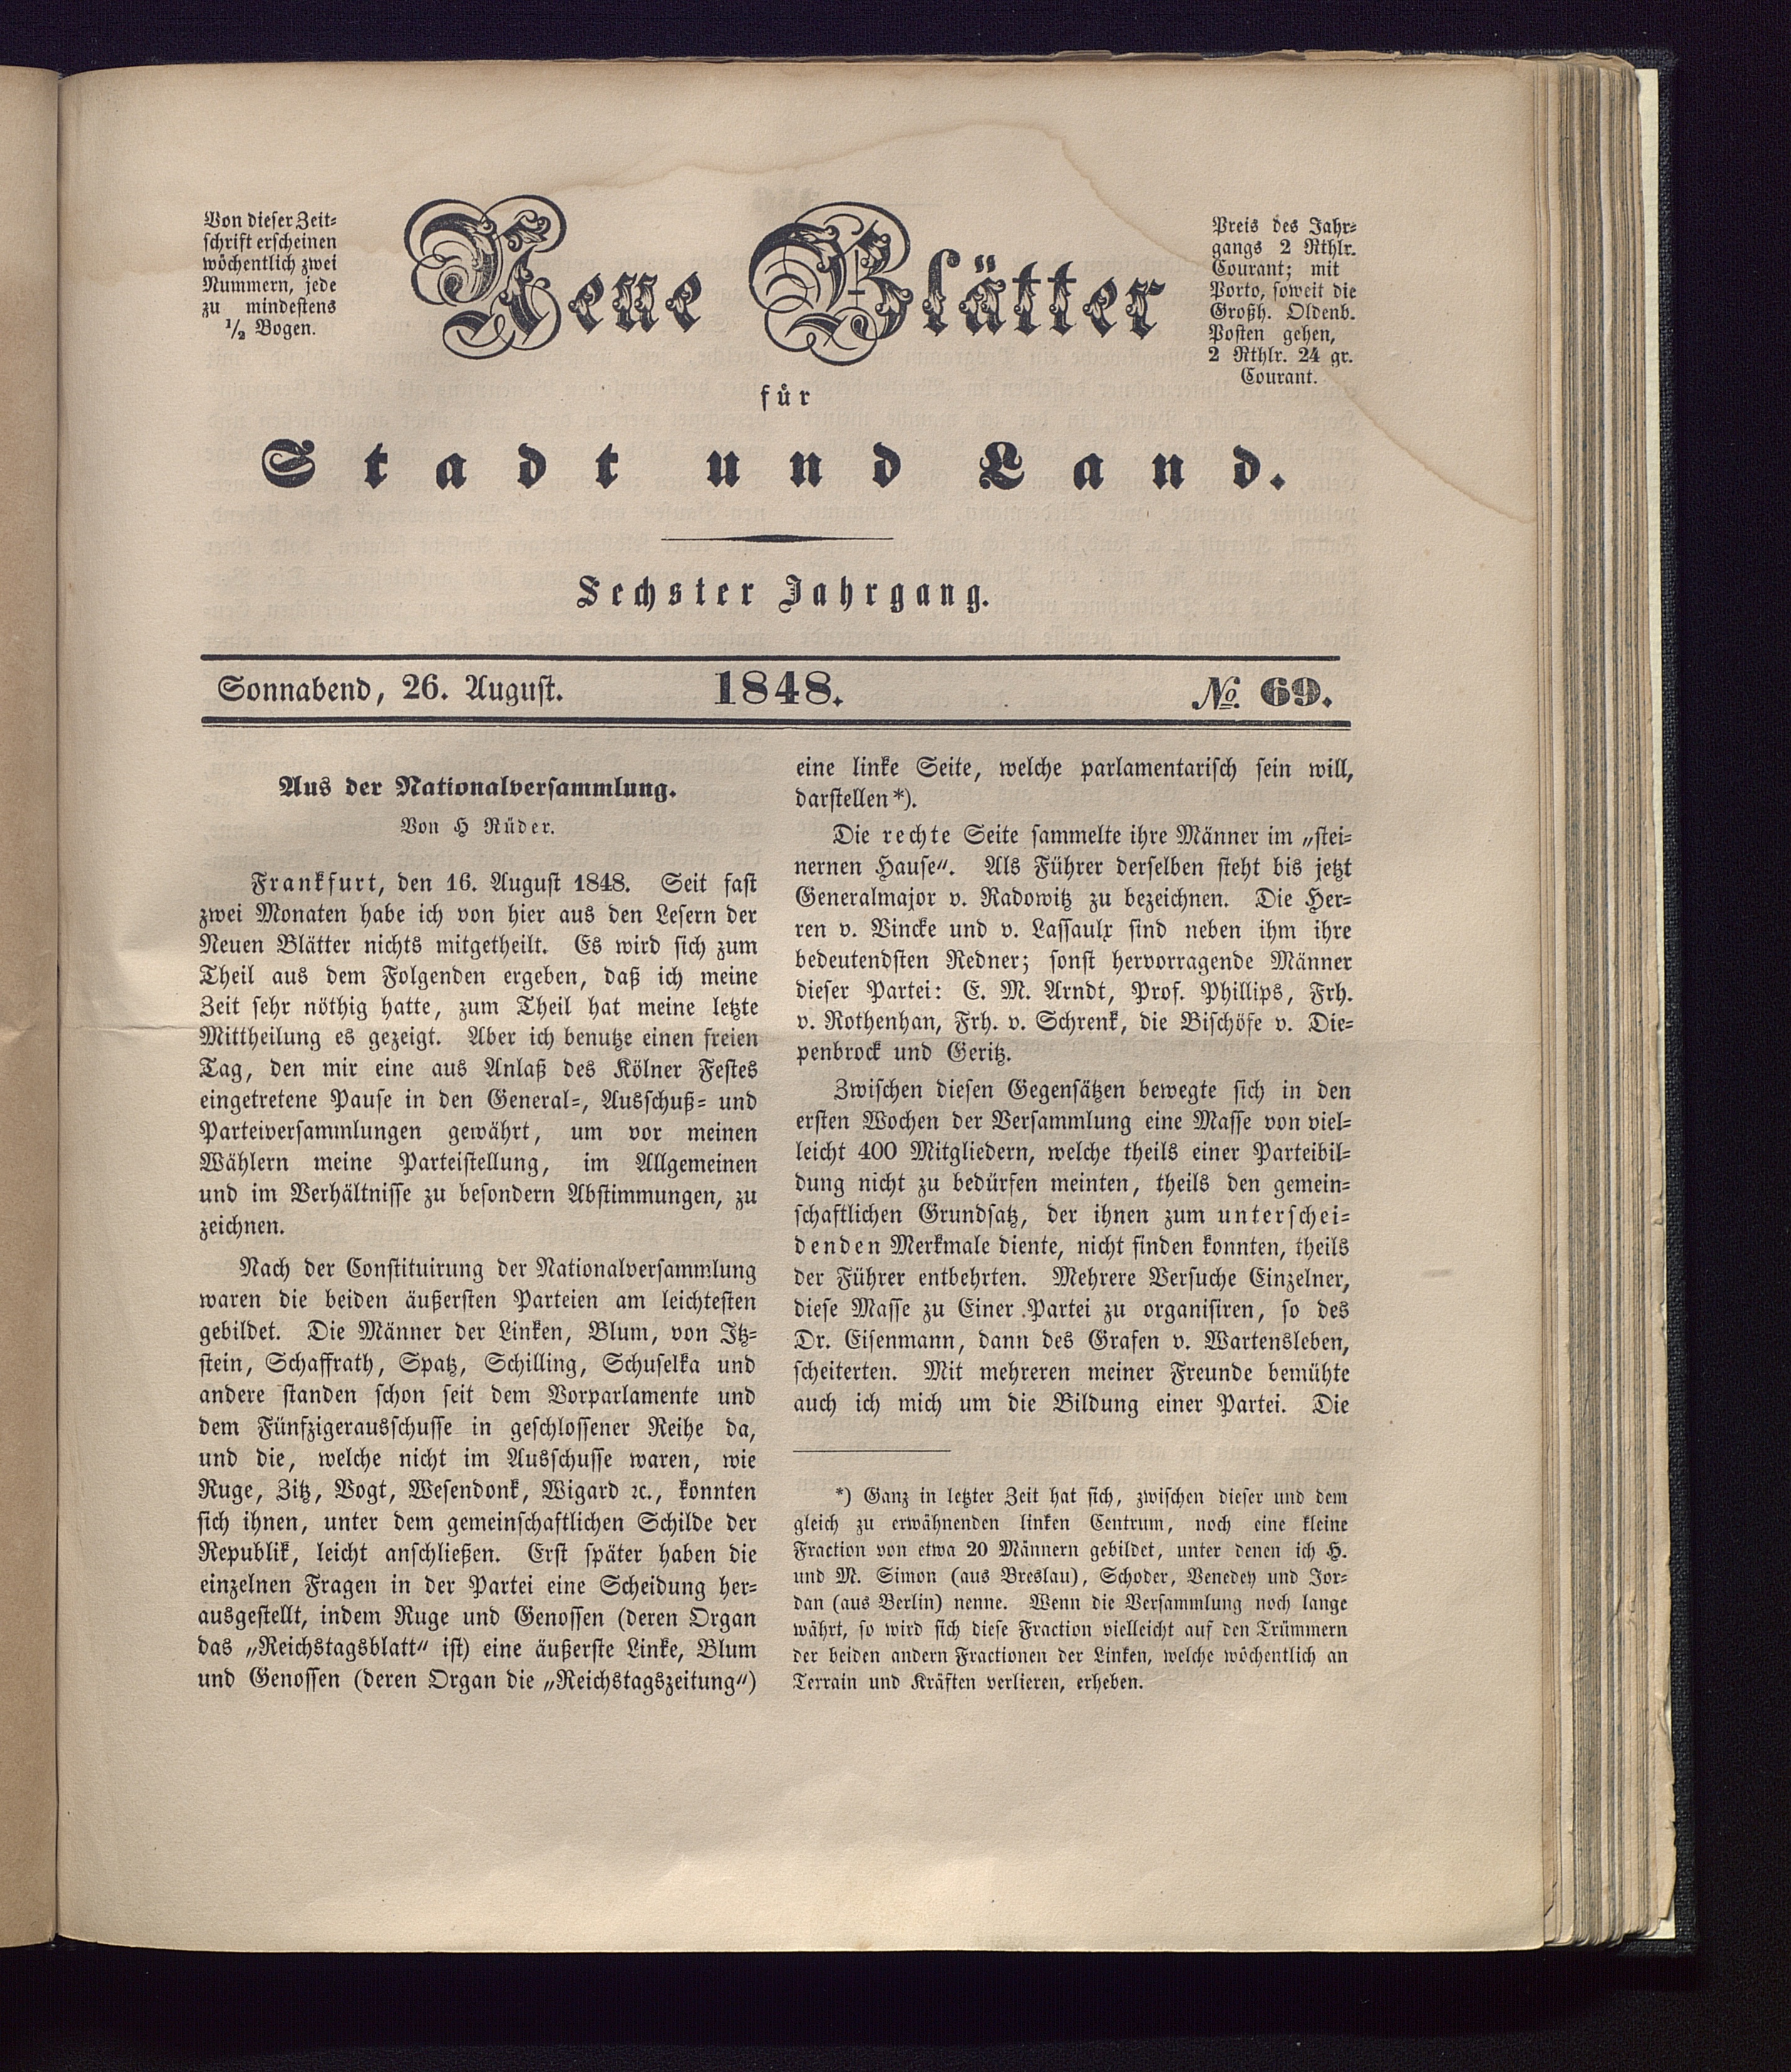 Von dieser Zeit-
schrift erscheinen
wöchentlich zwei
Nummern, jede
zu mindestens
1/2 Bogen.
Neue Blätter
für
Stadt und Land.
Preis des Jahr-
gangs 2 Rthlr.
Courant; mit
Porto, soweit die
Großh. Oldenb.
Posten gehen,
2 Rthlr. 24 gr.
Courant.
Sechster Jahrgang.
Sonnabend, 26. August. 1848. № 69.
Aus der Nationalversammlung.
Von H Rüder.
Frankfurt, den 16. August 1848. Seit fast
zwei Monaten habe ich von hier aus den Lesern der
Neuen Blätter nichts mitgetheilt. Es wird sich zum
Theil aus dem Folgenden ergeben, daß ich meine
Zeit sehr nöthig hatte, zum Theil hat meine letzte
Mittheilung es gezeigt. Aber ich benutze einen freien
Tag, den mir eine aus Anlaß des Kölner Festes
eingetretene Pause in den General-, Ausschuß- und
Parteiversammlungen gewährt, um vor meinen
Wählern meine Parteistellung, im Allgemeinen
und im Verhältnisse zu besondern Abstimmungen, zu
zeichnen.
Nach der Constituirung der Nationalversammlung
waren die beiden äußersten Parteien am leichtesten
gebildet. Die Männer der Linken, Blum, von Itz-
stein, Schaffrath, Spatz, Schilling, Schuselka und
andere standen schon seit dem Vorparlamente und
dem Fünfzigerausschusse in geschlossener Reihe da,
und die, welche nicht im Ausschusse waren, wie
Ruge, Zitz, Vogt, Wesendonk, Wigard ꝛc., konnten
sich ihnen, unter dem gemeinschaftlichen Schilde der
Republik, leicht anschließen. Erst später haben die
einzelnen Fragen in der Partei eine Scheidung her-
ausgestellt, indem Ruge und Genossen (deren Organ
das „Reichstagsblatt“ ist) eine äußerste Linke, Blum
und Genossen (deren Organ die „Reichstagszeitung“)
eine linke Seite, welche parlamentarisch sein will,
darstellen*).
Die rechte Seite sammelte ihre Männer im „stei-
nernen Hause“. Als Führer derselben steht bis jetzt
Generalmajor v. Radowitz zu bezeichnen. Die Her-
ren v. Vincke und v. Lassaulx sind neben ihm ihre
bedeutendsten Redner; sonst hervorragende Männer
dieser Partei: E. M. Arndt, Prof. Phillips, Frh.
v. Rothenhan, Frh. v. Schrenk, die Bischöfe v. Die-
penbrock und Geritz.
Zwischen diesen Gegensätzen bewegte sich in den
ersten Wochen der Versammlung eine Masse von viel-
leicht 400 Mitgliedern, welche theils einer Parteibil-
dung nicht zu bedürfen meinten, theils den gemein-
schaftlichen Grundsatz, der ihnen zum unterschei-
denden Merkmale diente, nicht finden konnten, theils
der Führer entbehrten. Mehrere Versuche Einzelner,
diese Masse zu Einer Partei zu organisiren, so des
Dr. Eisenmann, dann des Grafen v. Wartensleben,
scheiterten. Mit mehreren meiner Freunde bemühte
auch ich mich um die Bildung einer Partei. Die
*) Ganz in letzter Zeit hat sich, zwischen dieser und dem
gleich zu erwähnenden linken Centrum, noch eine kleine
Fraction von etwa 20 Männern gebildet, unter denen ich H.
und M. Simon (aus Breslau), Schoder, Venedey und Jor-
dan (aus Berlin) nenne. Wenn die Versammlung noch lange
währt, so wird sich diese Fraction vielleicht auf den Trümmern
der beiden andern Fractionen der Linken, welche wöchentlich an
Terrain und Kräften verlieren, erheben.